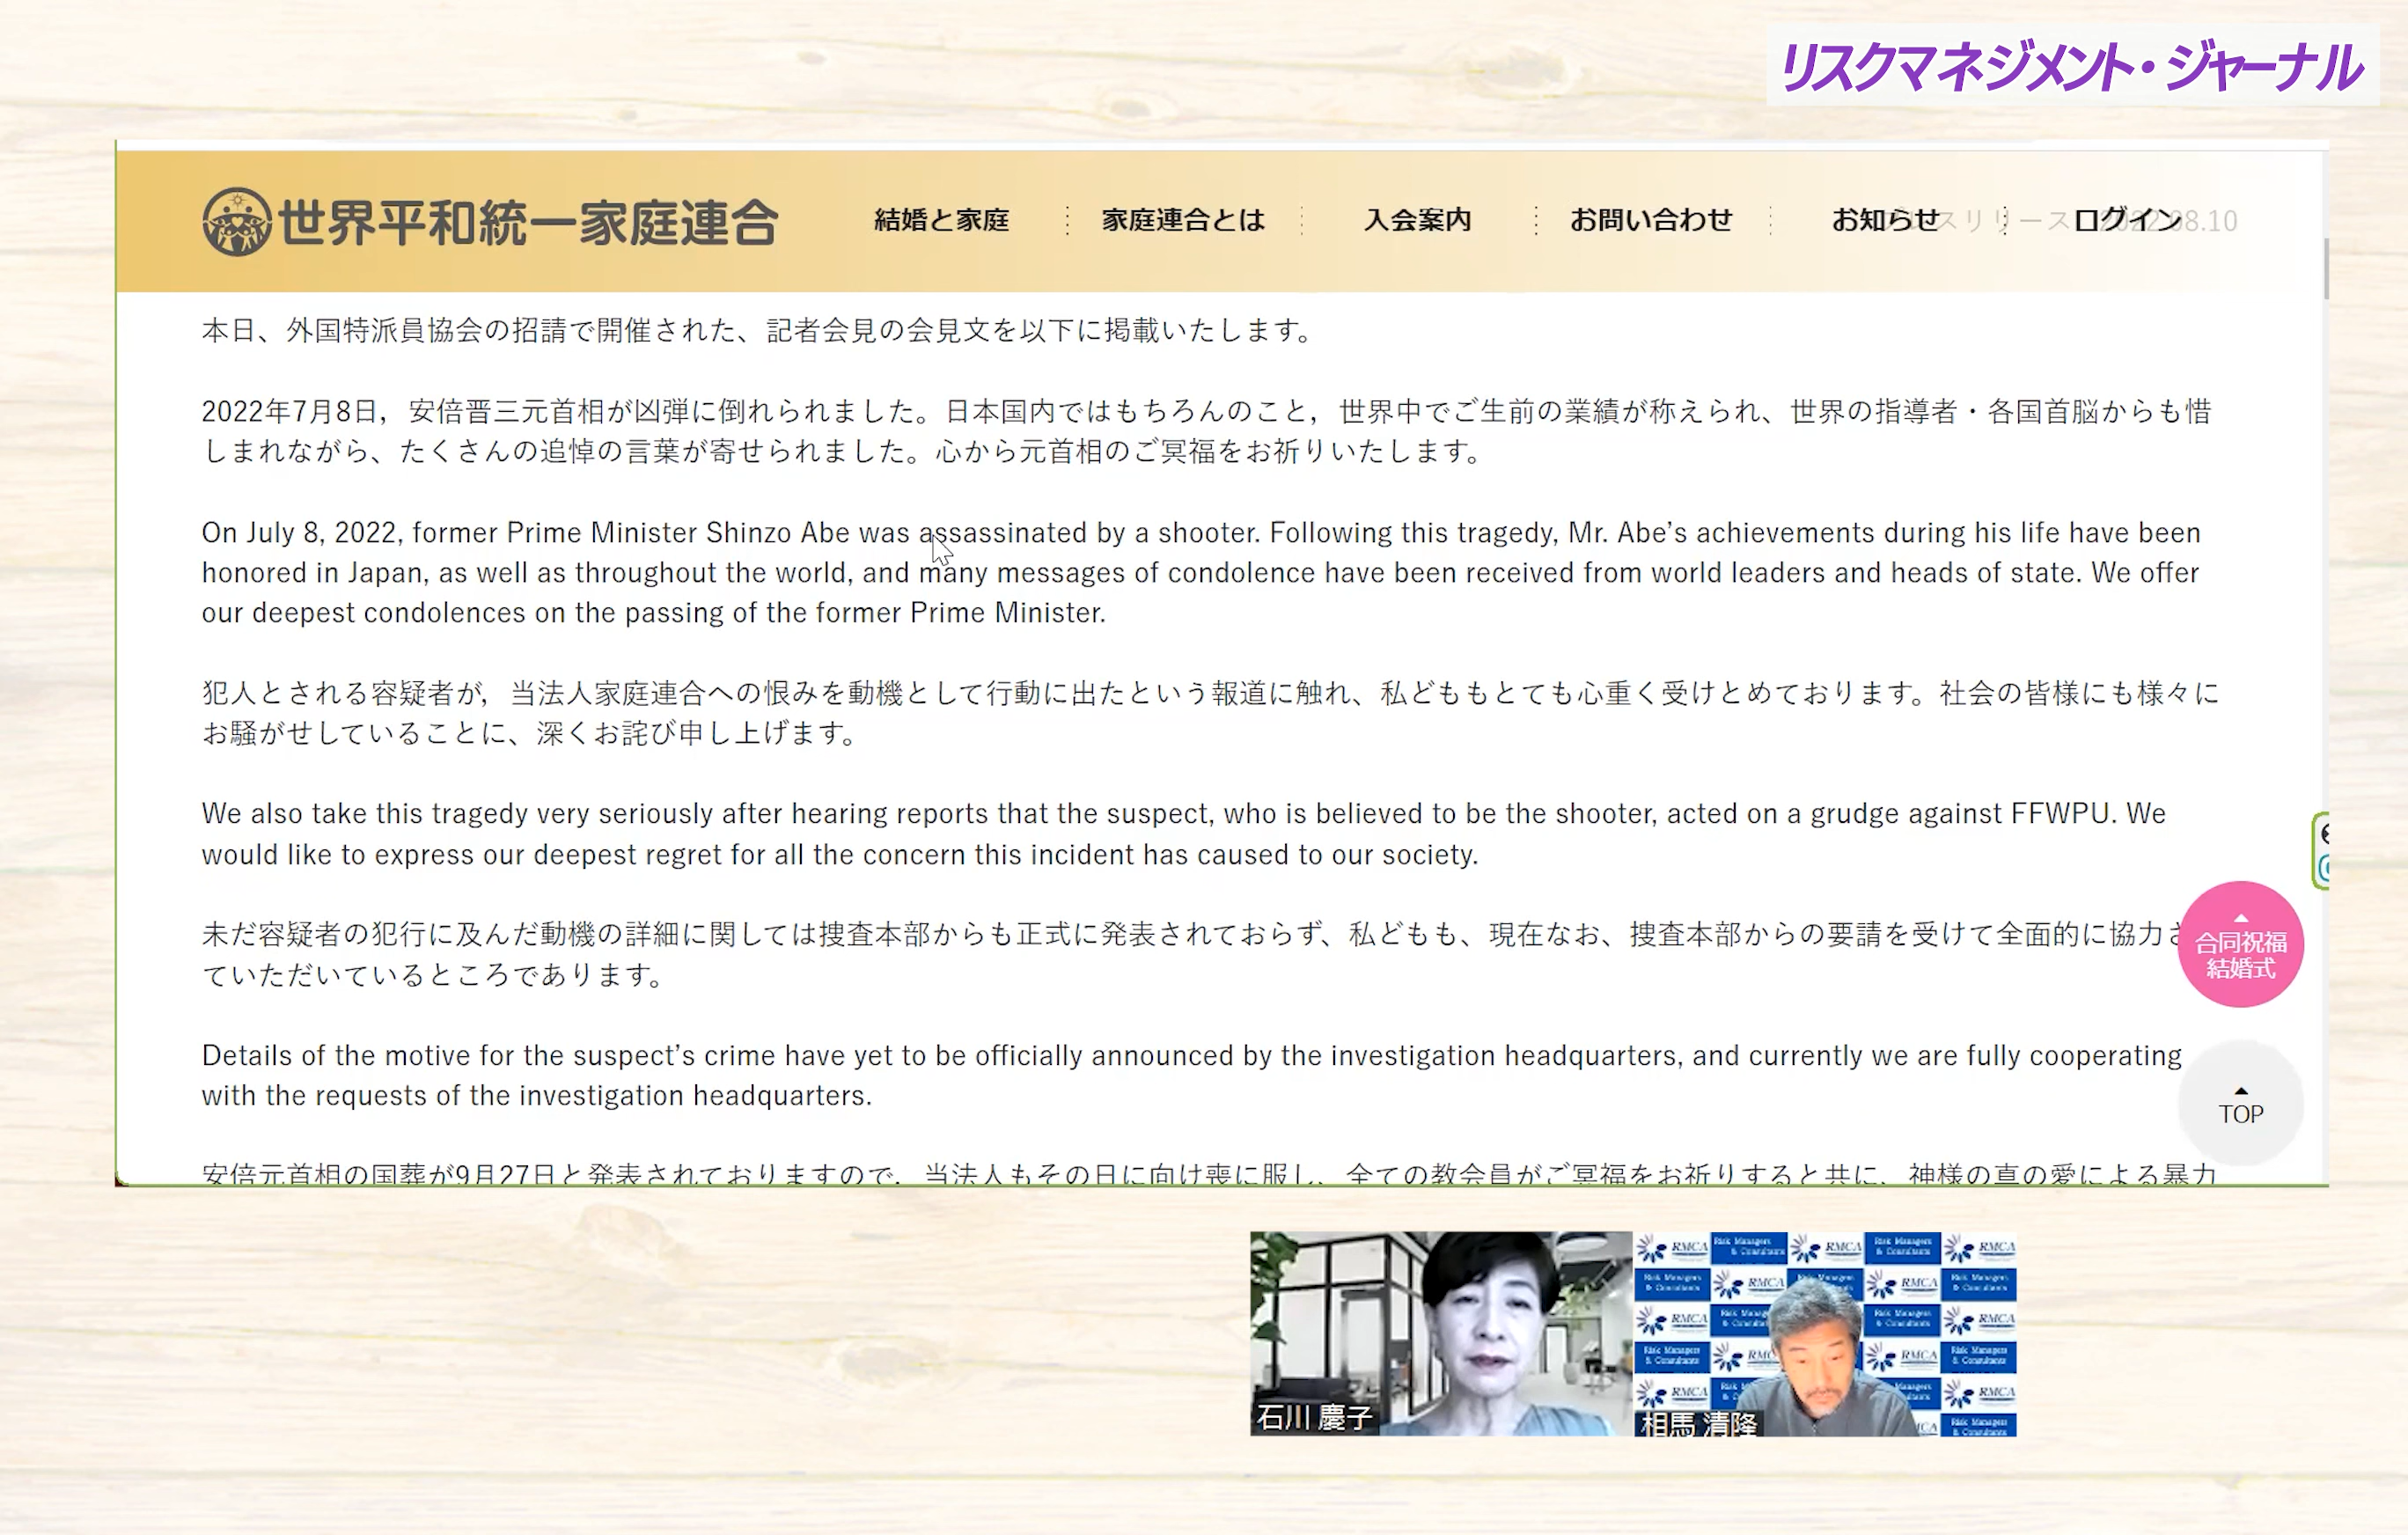 リスクマネジメント・ジャーナル
世界平和統一家庭連合
結婚と家庭
家庭連合とは
入会案内
お問い合わせ
お知らせ
ログイン
スリリース
2022.08.10
本日、外国特派員協会の招請で開催された、記者会見の会見文を以下に掲載いたします。
2022年7月8日，安倍晋三元首相が凶弾に倒れられました。日本国内ではもちろんのこと，世界中でご生前の業績が称えられ、世界の指導者・各国首脳からも惜
しまれながら、たくさんの追悼の言葉が寄せられました。心から元首相のご冥福をお祈りいたします。
On July 8, 2022, former Prime Minister Shinzo Abe was assassinated by a shooter. Following this tragedy, Mr. Abe’s achievements during his life have been
honored in Japan, as well as throughout the world, and many messages of condolence have been received from world leaders and heads of state. We offer
our deepest condolences on the passing of the former Prime Minister.
犯人とされる容疑者が，当法人家庭連合への恨みを動機として行動に出たという報道に触れ、私どももとても心重く受けとめております。社会の皆様にも様々に
お騒がせしていることに、深くお詫び申し上げます。
We also take this tragedy very seriously after hearing reports that the suspect, who is believed to be the shooter, acted on a grudge against FFWPU. We
would like to express our deepest regret for all the concern this incident has caused to our society.
未だ容疑者の犯行に及んだ動機の詳細に関しては捜査本部からも正式に発表されておらず、私どもも、現在なお、捜査本部からの要請を受けて全面的に協力さ
ていただいているところであります。
Details of the motive for the suspect’s crime have yet to be officially announced by the investigation headquarters, and currently we are fully cooperating
with the requests of the investigation headquarters.
安倍元首相の国葬が9月27日と発表されておりますので，当法人もその日に向け喪に服し、全ての教会員がご冥福をお祈りすると共に、神様の真の愛による暴力
合同祝福
結婚式
TOP
石川 慶子
相馬 清隆
RMCA
Risk Managers
& Consultants